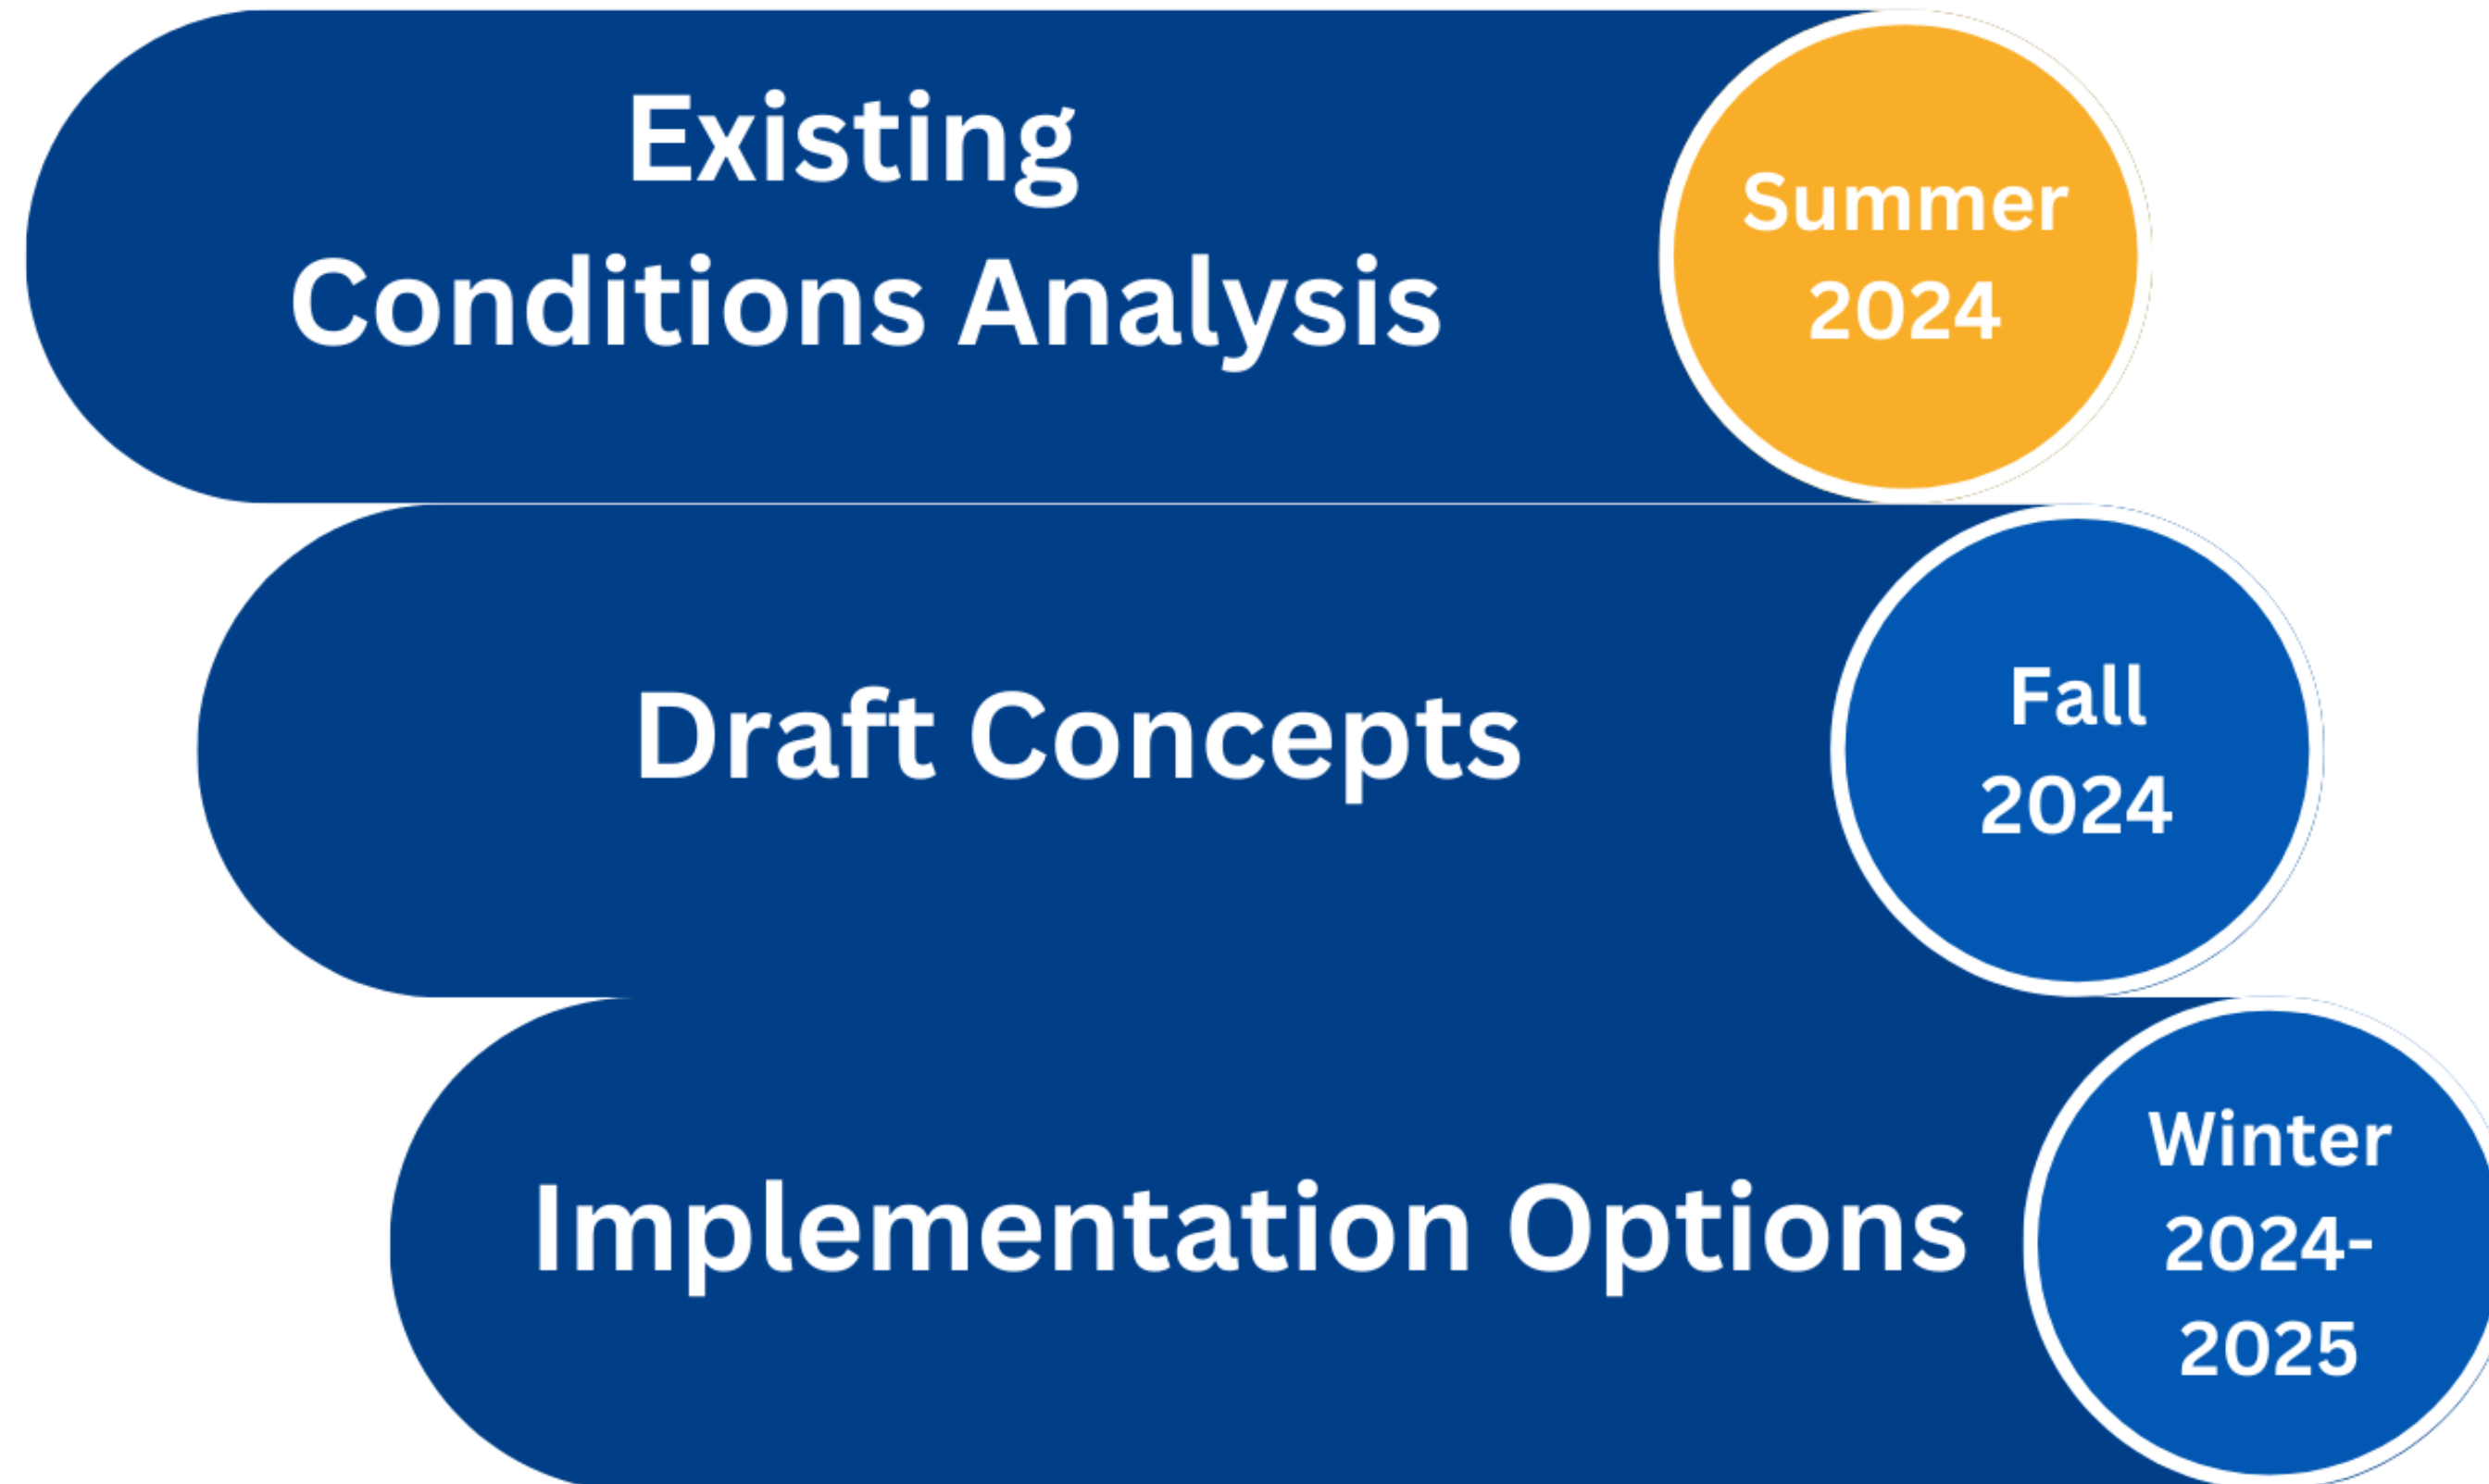 Existing
Conditions Analysis
Summer
2024
Draft Concepts
Fall
2024
Implementation Options
Winter
2024-
2025